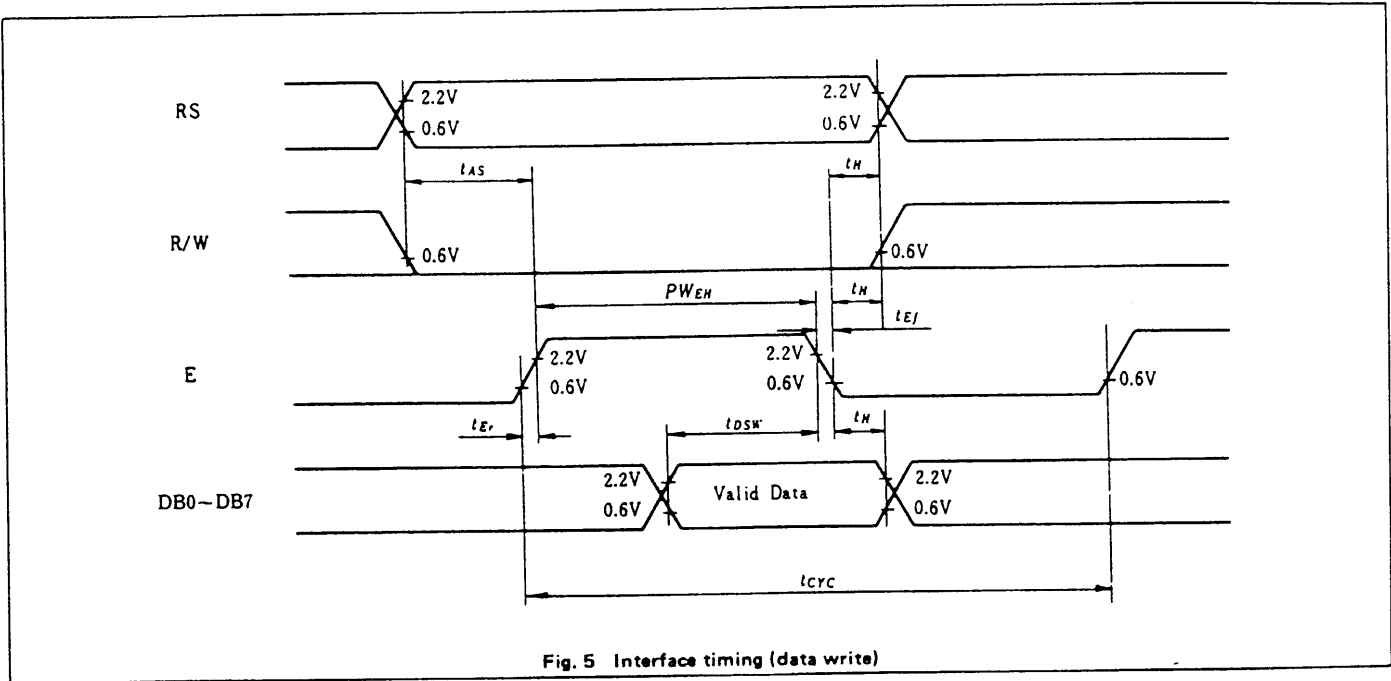 RS
2.2V
0.6V
2.2V
0.6V
tAS
tH
R/W
0.6V
0.6V
PWEH
tH
tEf
E
2.2V
0.6V
2.2V
0.6V
0.6V
tEr
tDSW
tH
DB0~DB7
2.2V
0.6V
Valid Data
2.2V
0.6V
tCYC
Fig. 5 Interface timing (data write)